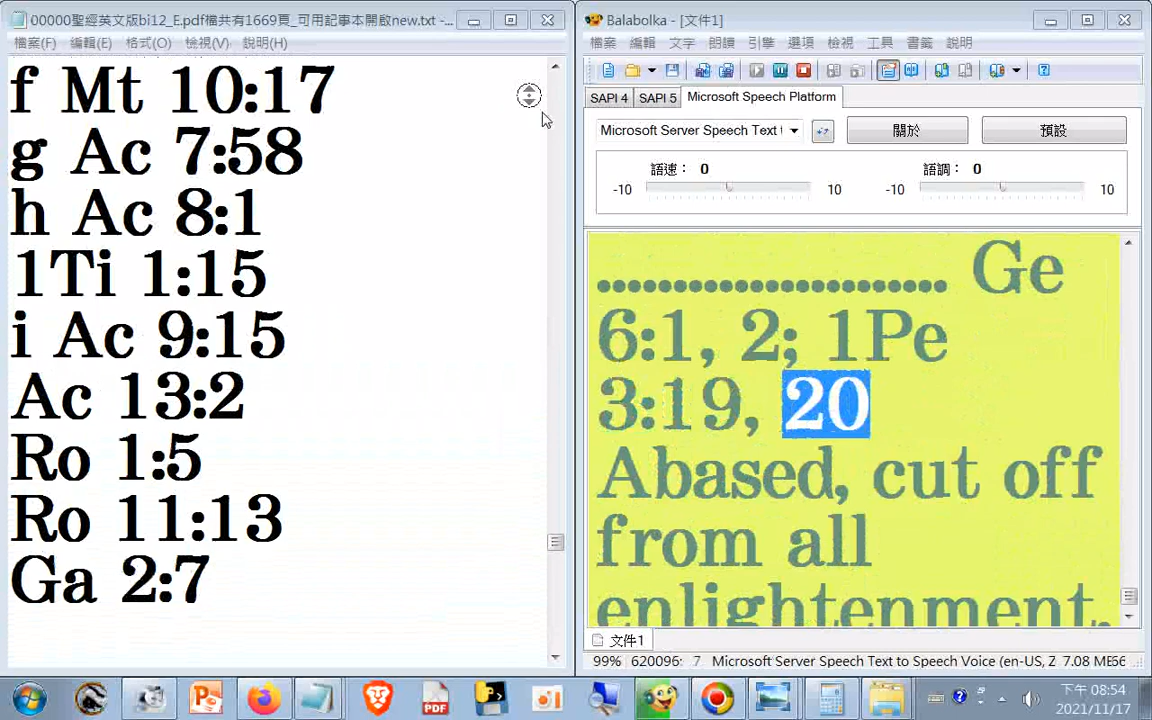 00000聖經英文版bi12_E.pdf檔共有1669頁_可用記事本開啟new.txt -...
檔案(F) 編輯(E) 格式(O) 檢視(V) 說明(H)
f Mt 10:17
g Ac 7:58
h Ac 8:1
1Ti 1:15
i Ac 9:15
Ac 13:2
Ro 1:5
Ro 11:13
Ga 2:7
Balabolka - [文件1]
檔案 編輯 文字 朗讀 引擎 選項 檢視 工具 書籤 說明
SAPI 4 SAPI 5 Microsoft Speech Platform
Microsoft Server Speech Text t
關於 預設
語速： 0 語調： 0
-10 10 -10 10
....................... Ge
6:1, 2; 1Pe
3:19, 20
Abased, cut off
from all
enlightenment,
文件1
99% 620096: 7 Microsoft Server Speech Text to Speech Voice (en-US, Z 7.08 ME56
下午 08:54
2021/11/17